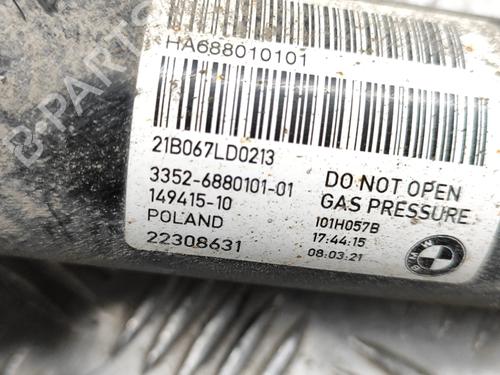 HA688010101
21B067LD0213
3352-6880101-01
149415-10
POLAND
22308631
DO NOT OPEN
GAS PRESSURE
101H057B
17:44:15
08.03.21
BMW